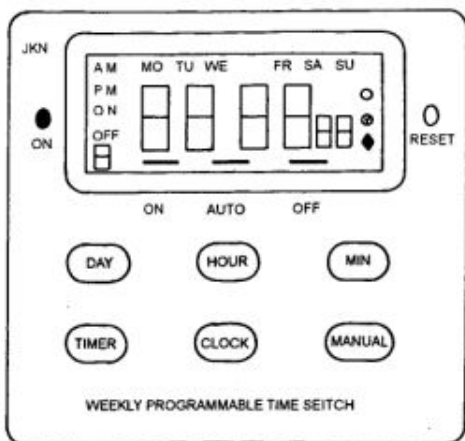 JKN
AM MO TU WE FR SA SU
PM
ON
OFF
ON
RESET
ON AUTO OFF
DAY HOUR MIN
TIMER CLOCK MANUAL
WEEKLY PROGRAMMABLE TIME SEITCH